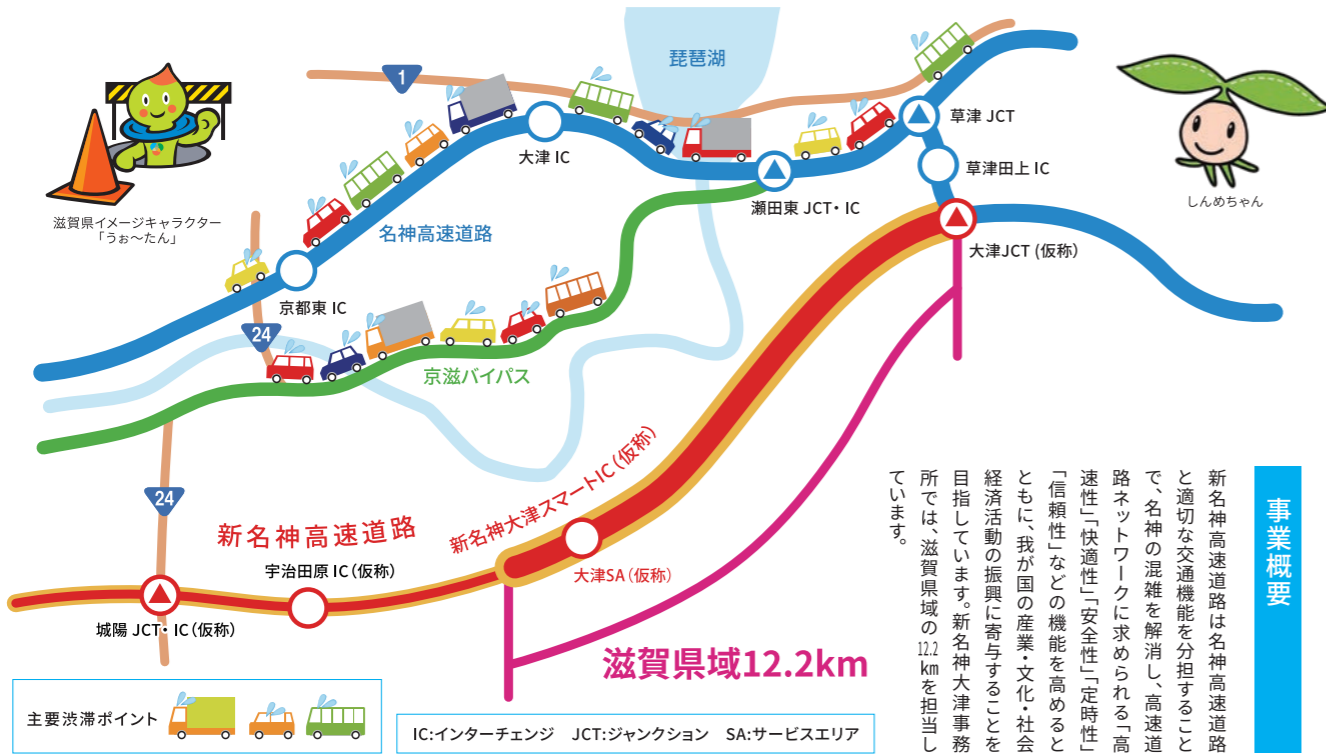 事業概要
新名神高速道路は名神高速道路
と適切な交通機能を分担すること
で、名神の混雑を解消し、高速道
路ネットワークに求められる「高
速性」「快適性」「安全性」「定時性」
「信頼性」などの機能を高めると
ともに、我が国の産業・文化・社会
経済活動の振興に寄与することを
目指しています。新名神大津事務
所では、滋賀県域の12.2kmを担当し
ています。
滋賀県イメージキャラクター
「うぉ〜たん」
1
琵琶湖
草津 JCT
草津田上 IC
しんめちゃん
大津 IC
瀬田東 JCT・IC
大津JCT (仮称)
名神高速道路
京都東 IC
24
京滋バイパス
24
新名神高速道路
宇治田原 IC (仮称)
新名神大津スマートIC (仮称)
大津SA (仮称)
城陽 JCT・IC (仮称)
滋賀県域12.2km
主要渋滞ポイント
IC:インターチェンジ JCT:ジャンクション SA:サービスエリア